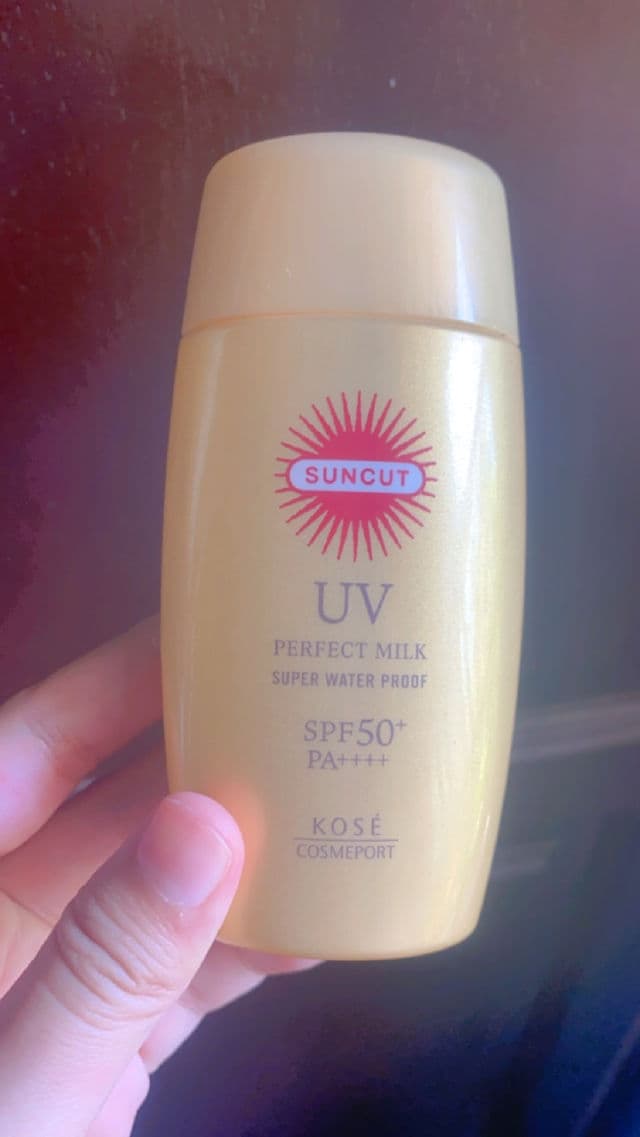 SUNCUT
UV
PERFECT MILK
SUPER WATER PROOF
SPF50+
PA++++
KOSÉ
COSMEPORT